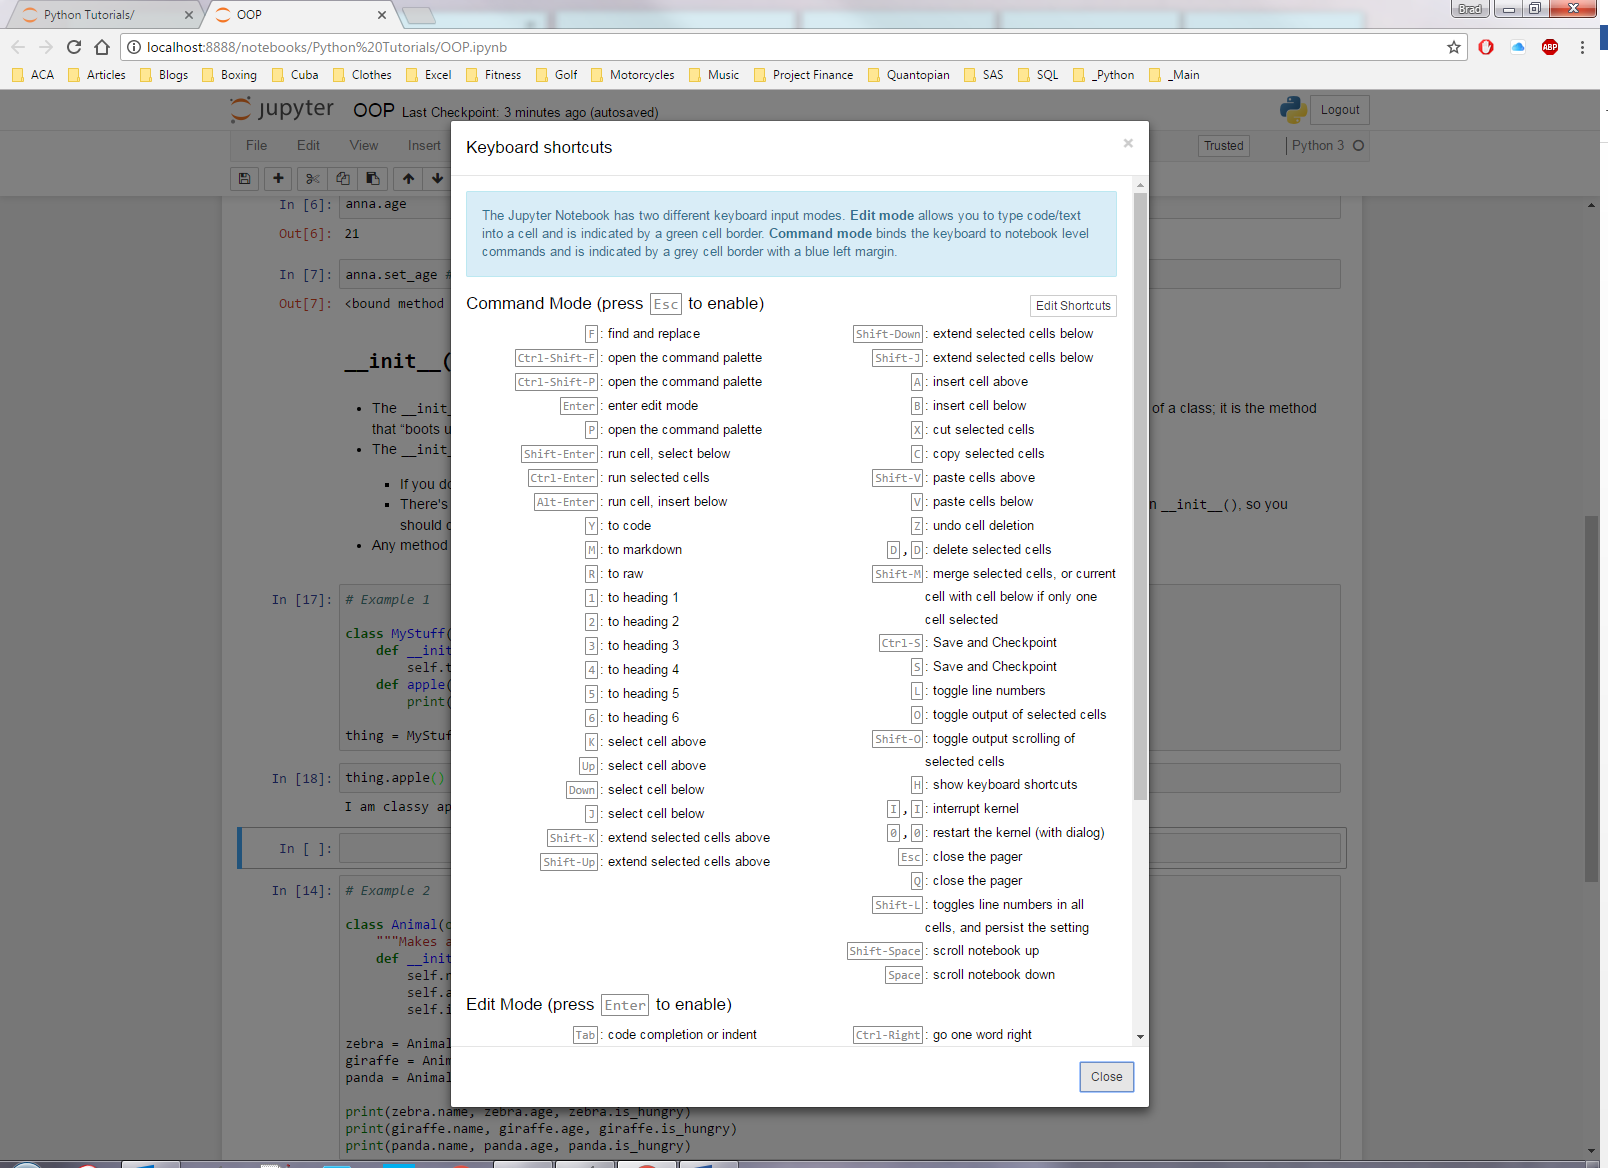 Python Tutorials/
OOP
Brad
localhost:8888/notebooks/Python%20Tutorials/OOP.ipynb
ABP
ACA Articles Blogs Boxing Cuba Clothes Excel Fitness Golf Motorcycles Music Project Finance Quantopian SAS SQL _Python _Main
jupyter OOP Last Checkpoint: 3 minutes ago (autosaved)
Logout
File Edit View Insert
Trusted
Python 3
In [6]: anna.age
Out[6]: 21
In [7]: anna.set_age #
Out[7]: <bound method
__init__(
• The __init_
of a class; it is the method
that “boots u
• The __init_
▪ If you do
▪ There's
n __init__(), so you
should c
• Any method
In [17]: # Example 1
class MyStuff(
def __init
self.t
def apple(
print(
thing = MyStuf
In [18]: thing.apple()
I am classy ap
In [ ]:
In [14]: # Example 2
class Animal(o
"""Makes a
def __init
self.n
self.a
self.i
zebra = Animal
giraffe = Anim
panda = Animal
print(zebra.name, zebra.age, zebra.is_hungry)
print(giraffe.name, giraffe.age, giraffe.is_hungry)
print(panda.name, panda.age, panda.is_hungry)
Keyboard shortcuts
×
The Jupyter Notebook has two different keyboard input modes. Edit mode allows you to type code/text
into a cell and is indicated by a green cell border. Command mode binds the keyboard to notebook level
commands and is indicated by a grey cell border with a blue left margin.
Command Mode (press Esc to enable)
Edit Shortcuts
F : find and replace
Ctrl-Shift-F : open the command palette
Ctrl-Shift-P : open the command palette
Enter : enter edit mode
P : open the command palette
Shift-Enter : run cell, select below
Ctrl-Enter : run selected cells
Alt-Enter : run cell, insert below
Y : to code
M : to markdown
R : to raw
1 : to heading 1
2 : to heading 2
3 : to heading 3
4 : to heading 4
5 : to heading 5
6 : to heading 6
K : select cell above
Up : select cell above
Down : select cell below
J : select cell below
Shift-K : extend selected cells above
Shift-Up : extend selected cells above
Shift-Down : extend selected cells below
Shift-J : extend selected cells below
A : insert cell above
B : insert cell below
X : cut selected cells
C : copy selected cells
Shift-V : paste cells above
V : paste cells below
Z : undo cell deletion
D , D : delete selected cells
Shift-M : merge selected cells, or current
cell with cell below if only one
cell selected
Ctrl-S : Save and Checkpoint
S : Save and Checkpoint
L : toggle line numbers
O : toggle output of selected cells
Shift-O : toggle output scrolling of
selected cells
H : show keyboard shortcuts
I , I : interrupt kernel
0 , 0 : restart the kernel (with dialog)
Esc : close the pager
Q : close the pager
Shift-L : toggles line numbers in all
cells, and persist the setting
Shift-Space : scroll notebook up
Space : scroll notebook down
Edit Mode (press Enter to enable)
Tab : code completion or indent
Ctrl-Right : go one word right
Close